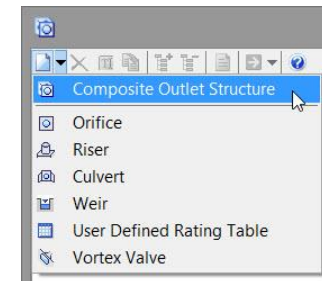 Composite Outlet Structure
Orifice
Riser
Culvert
Weir
User Defined Rating Table
Vortex Valve